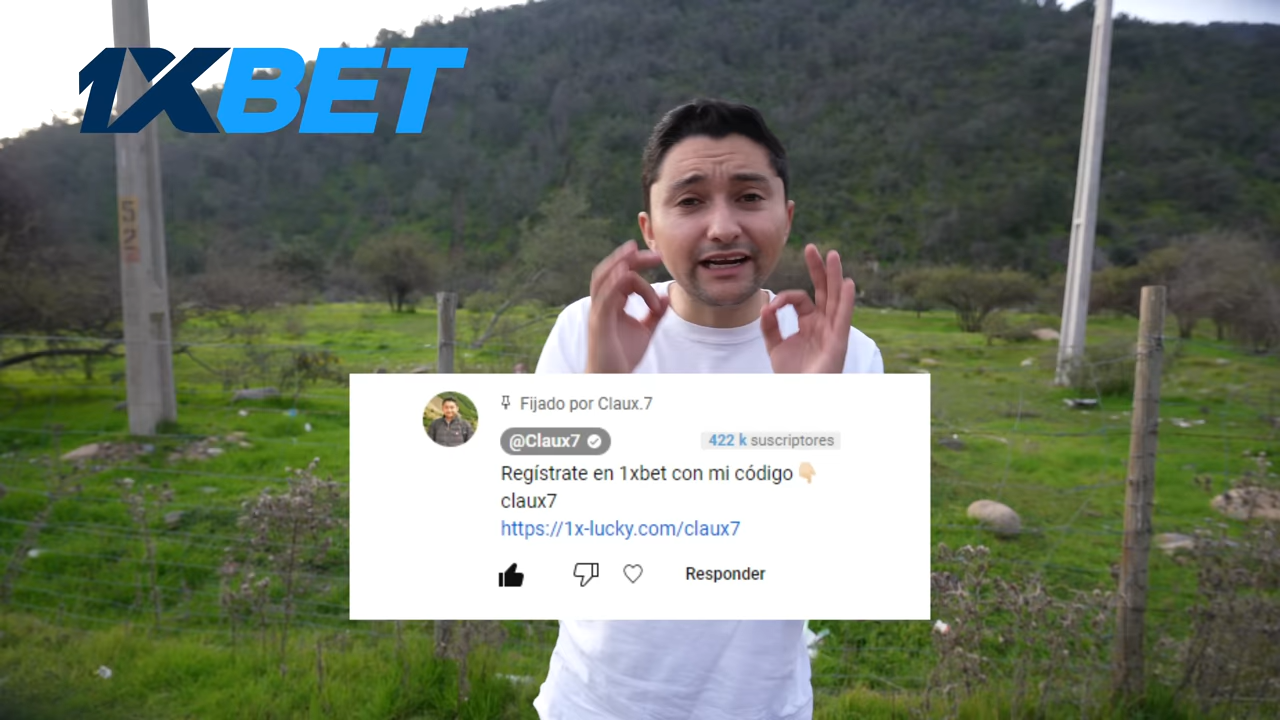 1XBET
52
Fijado por Claux.7
@Claux7
422 k suscriptores
Regístrate en 1xbet con mi código 👇🏻
claux7
https://1x-lucky.com/claux7
Responder